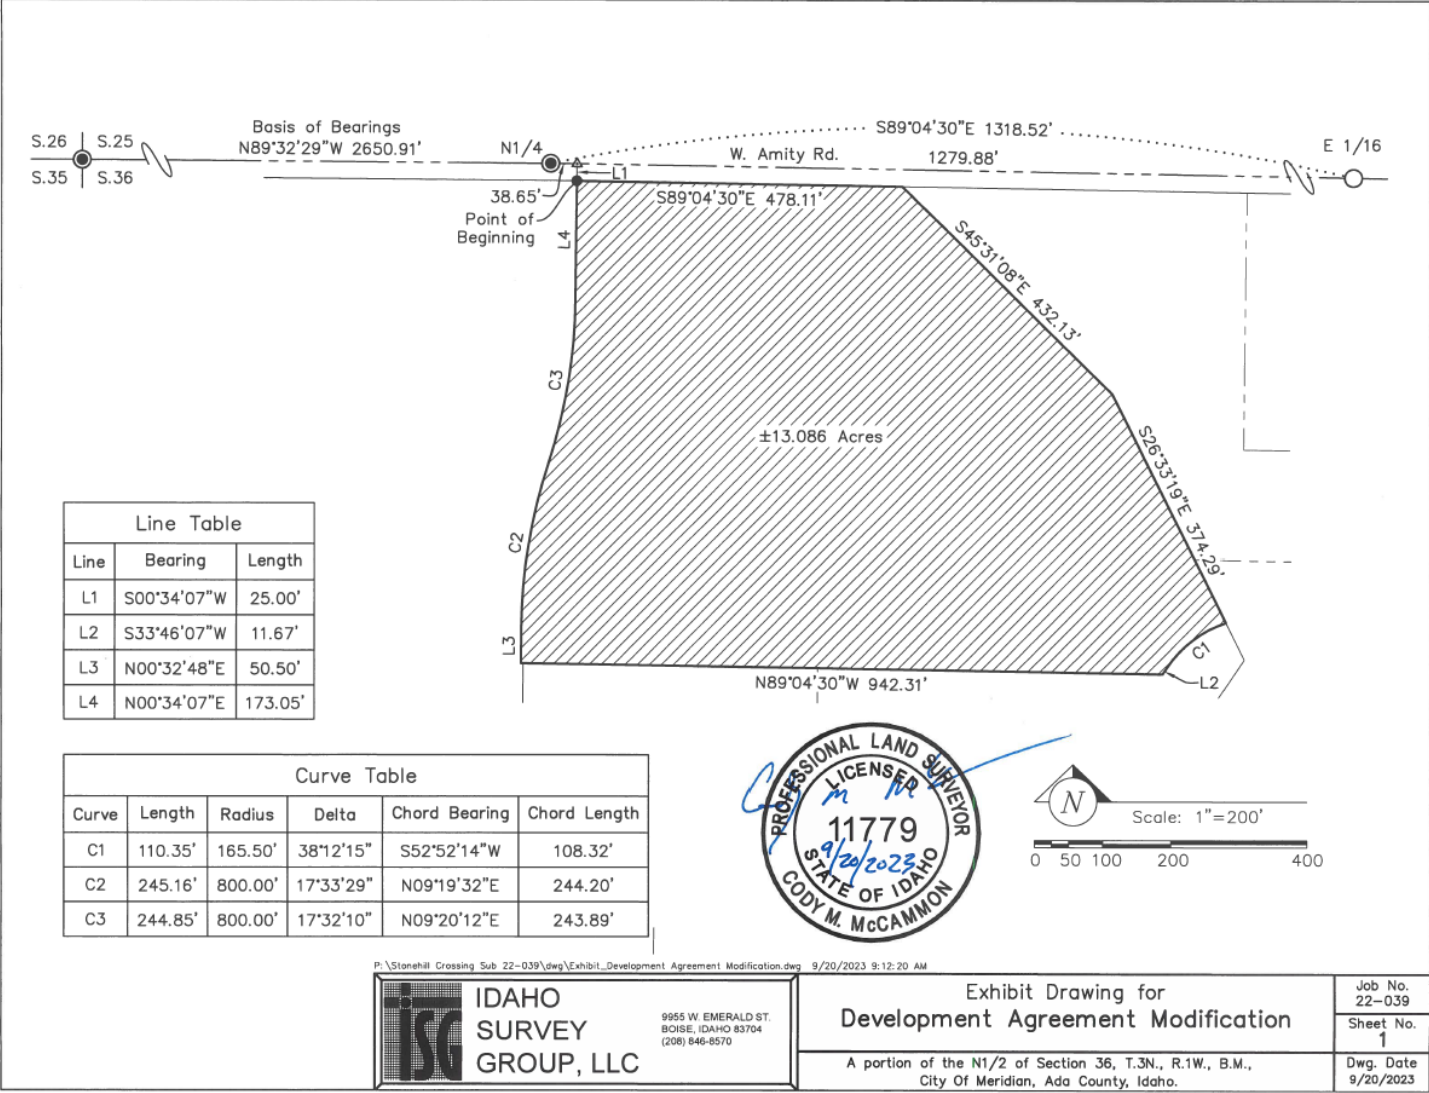 Basis of Bearings
N89°32'29"W 2650.91'
S.26 S.25
S.35 S.36
N1/4
S89°04'30"E 1318.52'
W. Amity Rd. 1279.88'
E 1/16
L1
38.65'
Point of
Beginning
S89°04'30"E 478.11'
L4
S45°31'08"E 432.13'
C3
±13.086 Acres
S26°33'19"E 374.29'
C2
L3
C1
L2
N89°04'30"W 942.31'
Line Table
Line Bearing Length
L1 S00°34'07"W 25.00'
L2 S33°46'07"W 11.67'
L3 N00°32'48"E 50.50'
L4 N00°34'07"E 173.05'
Curve Table
Curve Length Radius Delta Chord Bearing Chord Length
C1 110.35' 165.50' 38°12'15" S52°52'14"W 108.32'
C2 245.16' 800.00' 17°33'29" N09°19'32"E 244.20'
C3 244.85' 800.00' 17°32'10" N09°20'12"E 243.89'
PROFESSIONAL LAND SURVEYOR
LICENSED
11779
9/20/2023
STATE OF IDAHO
CODY M. McCAMMON
N
Scale: 1"=200'
0 50 100 200 400
P:\Stonehill Crossing Sub 22-039\dwg\Exhibit_Development Agreement Modification.dwg 9/20/2023 9:12:20 AM
ISG
IDAHO
SURVEY
GROUP, LLC
9955 W. EMERALD ST.
BOISE, IDAHO 83704
(208) 846-8570
Exhibit Drawing for
Development Agreement Modification
A portion of the N1/2 of Section 36, T.3N., R.1W., B.M.,
City Of Meridian, Ada County, Idaho.
Job No.
22-039
Sheet No.
1
Dwg. Date
9/20/2023